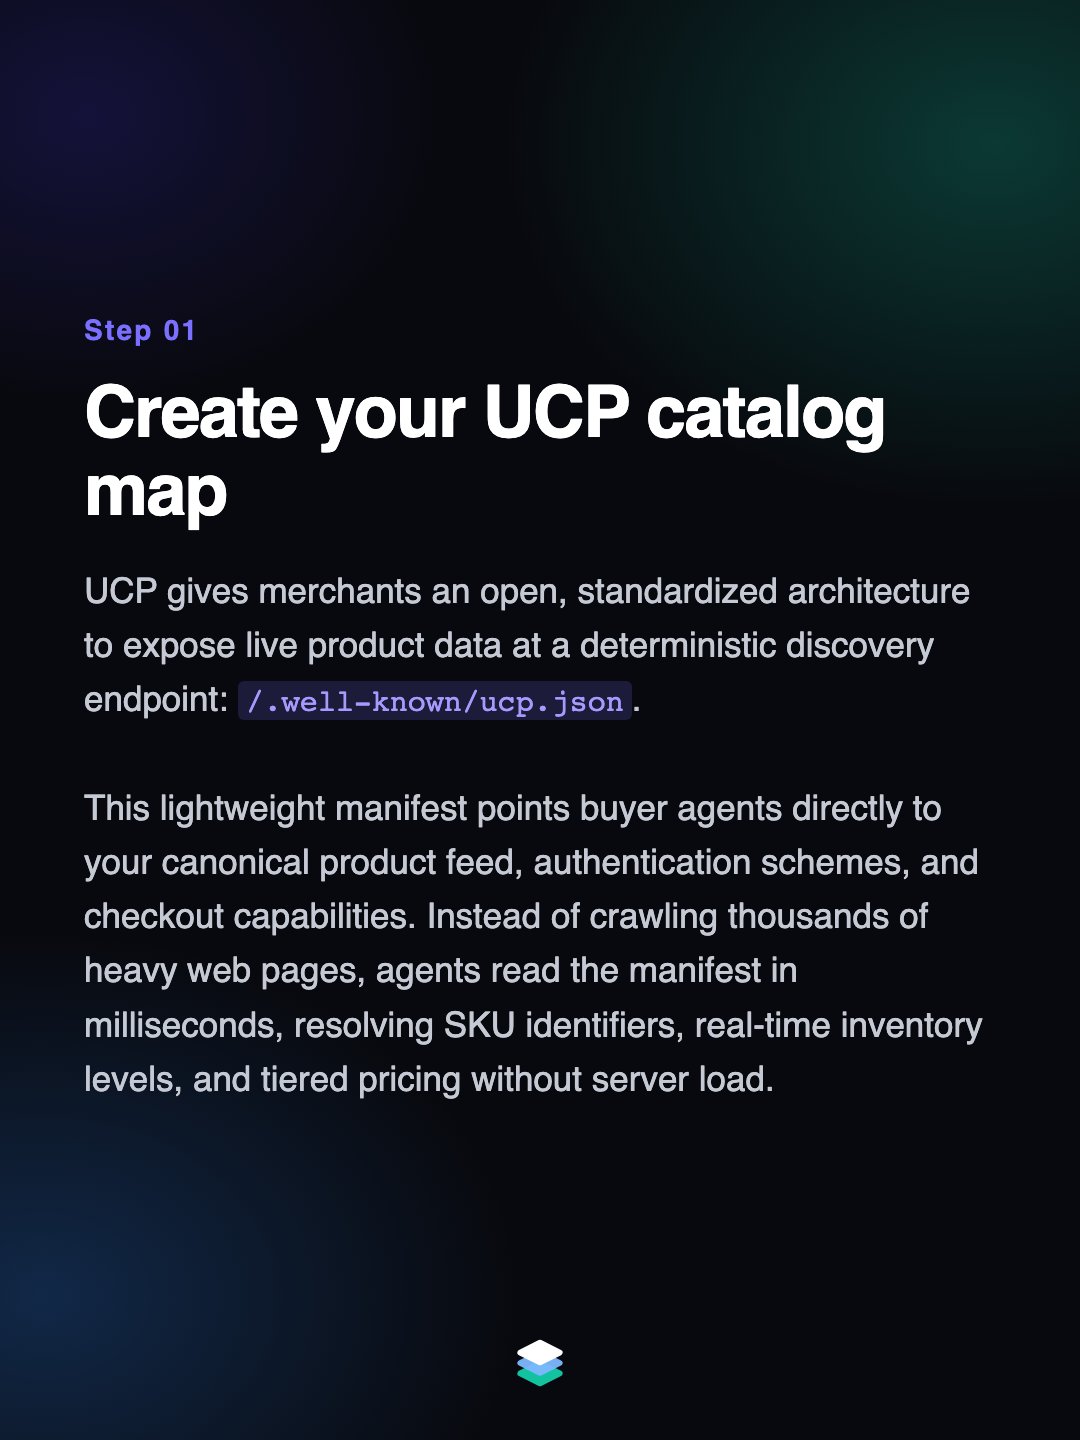 Step 01
Create your UCP catalog
map
UCP gives merchants an open, standardized architecture
to expose live product data at a deterministic discovery
endpoint: /.well-known/ucp.json.
This lightweight manifest points buyer agents directly to
your canonical product feed, authentication schemes, and
checkout capabilities. Instead of crawling thousands of
heavy web pages, agents read the manifest in
milliseconds, resolving SKU identifiers, real-time inventory
levels, and tiered pricing without server load.